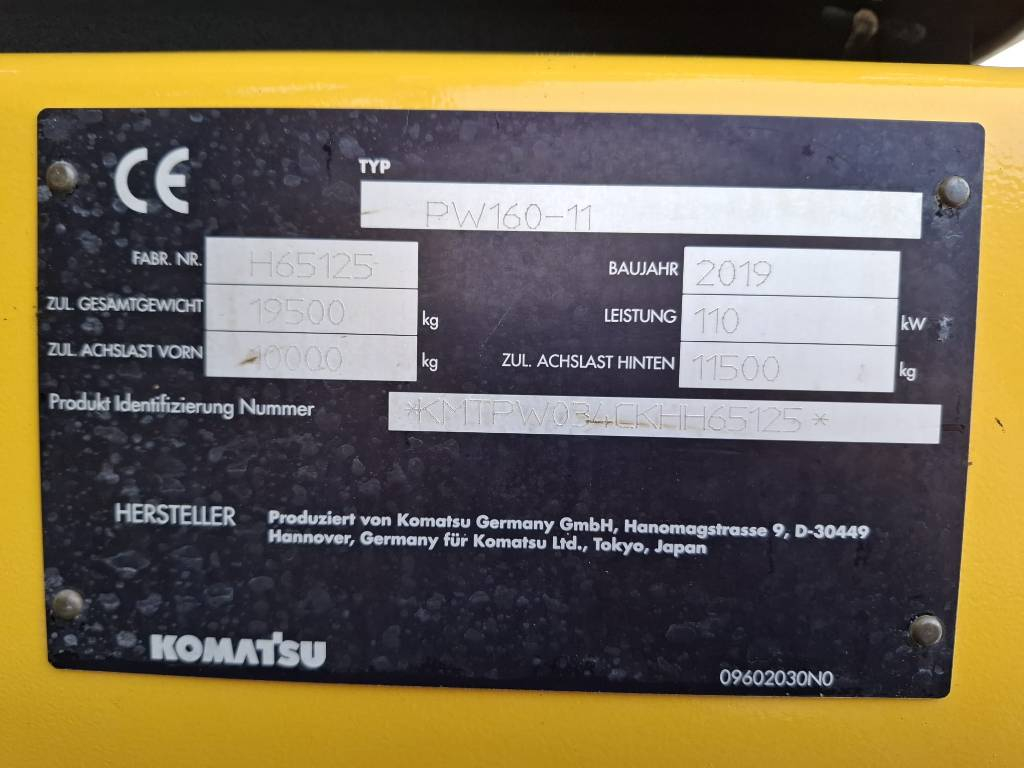 CE
TYP PW160-11
FABR. NR. H65125 BAUJAHR 2019
ZUL. GESAMTGEWICHT 19500 kg LEISTUNG 110 kW
ZUL. ACHSLAST VORN 10000 kg ZUL. ACHSLAST HINTEN 11500 kg
Produkt Identifizierung Nummer *KMTPW034CKHH65125*
HERSTELLER Produziert von Komatsu Germany GmbH, Hanomagstrasse 9, D-30449
Hannover, Germany für Komatsu Ltd., Tokyo, Japan
KOMATSU
09602030N0